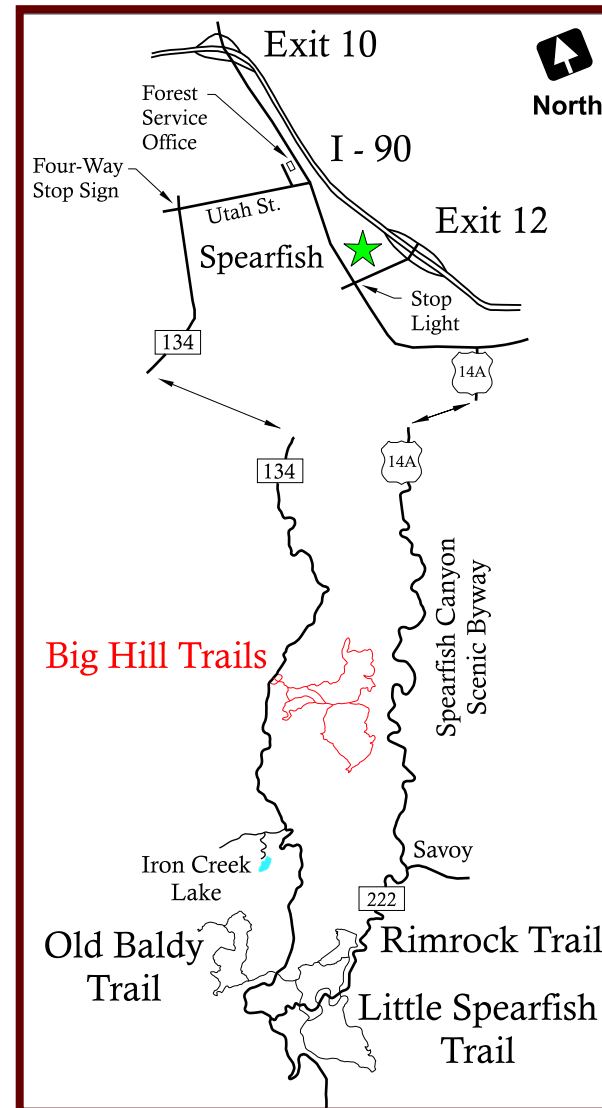 Exit 10
North
Forest
Service
Office
I - 90
Four-Way
Stop Sign
Utah St.
Exit 12
Spearfish
Stop
Light
134
14A
134
14A
Spearfish Canyon
Scenic Byway
Big Hill Trails
Savoy
Iron Creek
Lake
222
Old Baldy
Trail
Rimrock Trail
Little Spearfish
Trail